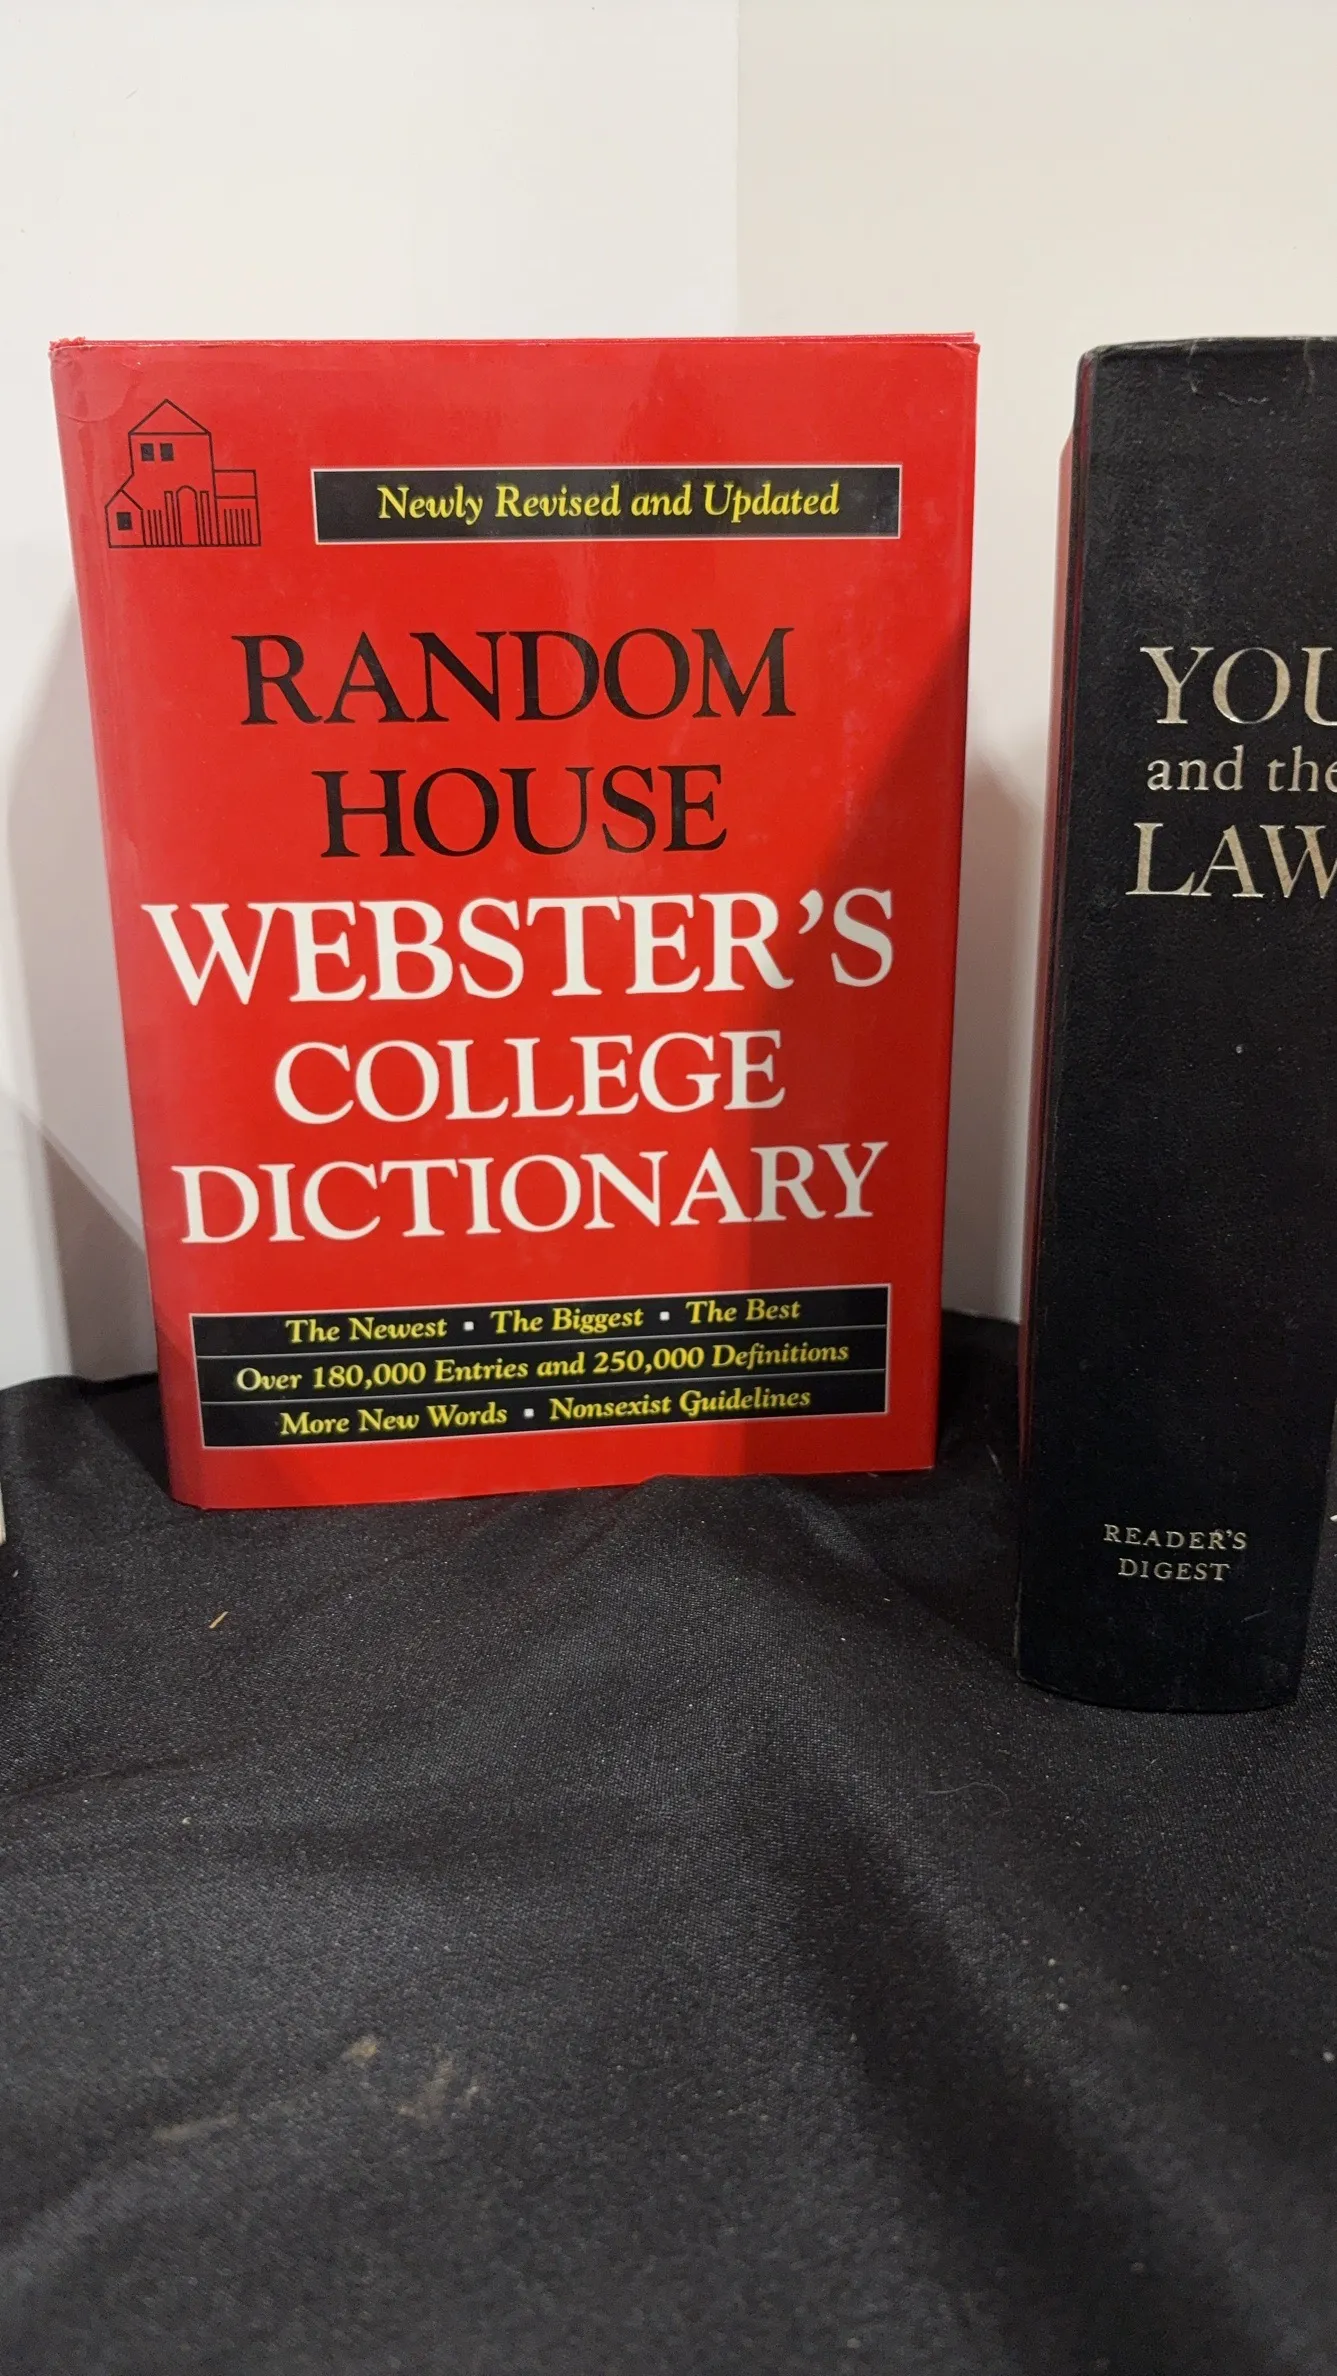 Newly Revised and Updated
RANDOM
HOUSE
WEBSTER'S
COLLEGE
DICTIONARY
The Newest ▪ The Biggest ▪ The Best
Over 180,000 Entries and 250,000 Definitions
More New Words ▪ Nonsexist Guidelines
YOU
and the
LAW
READER'S
DIGEST